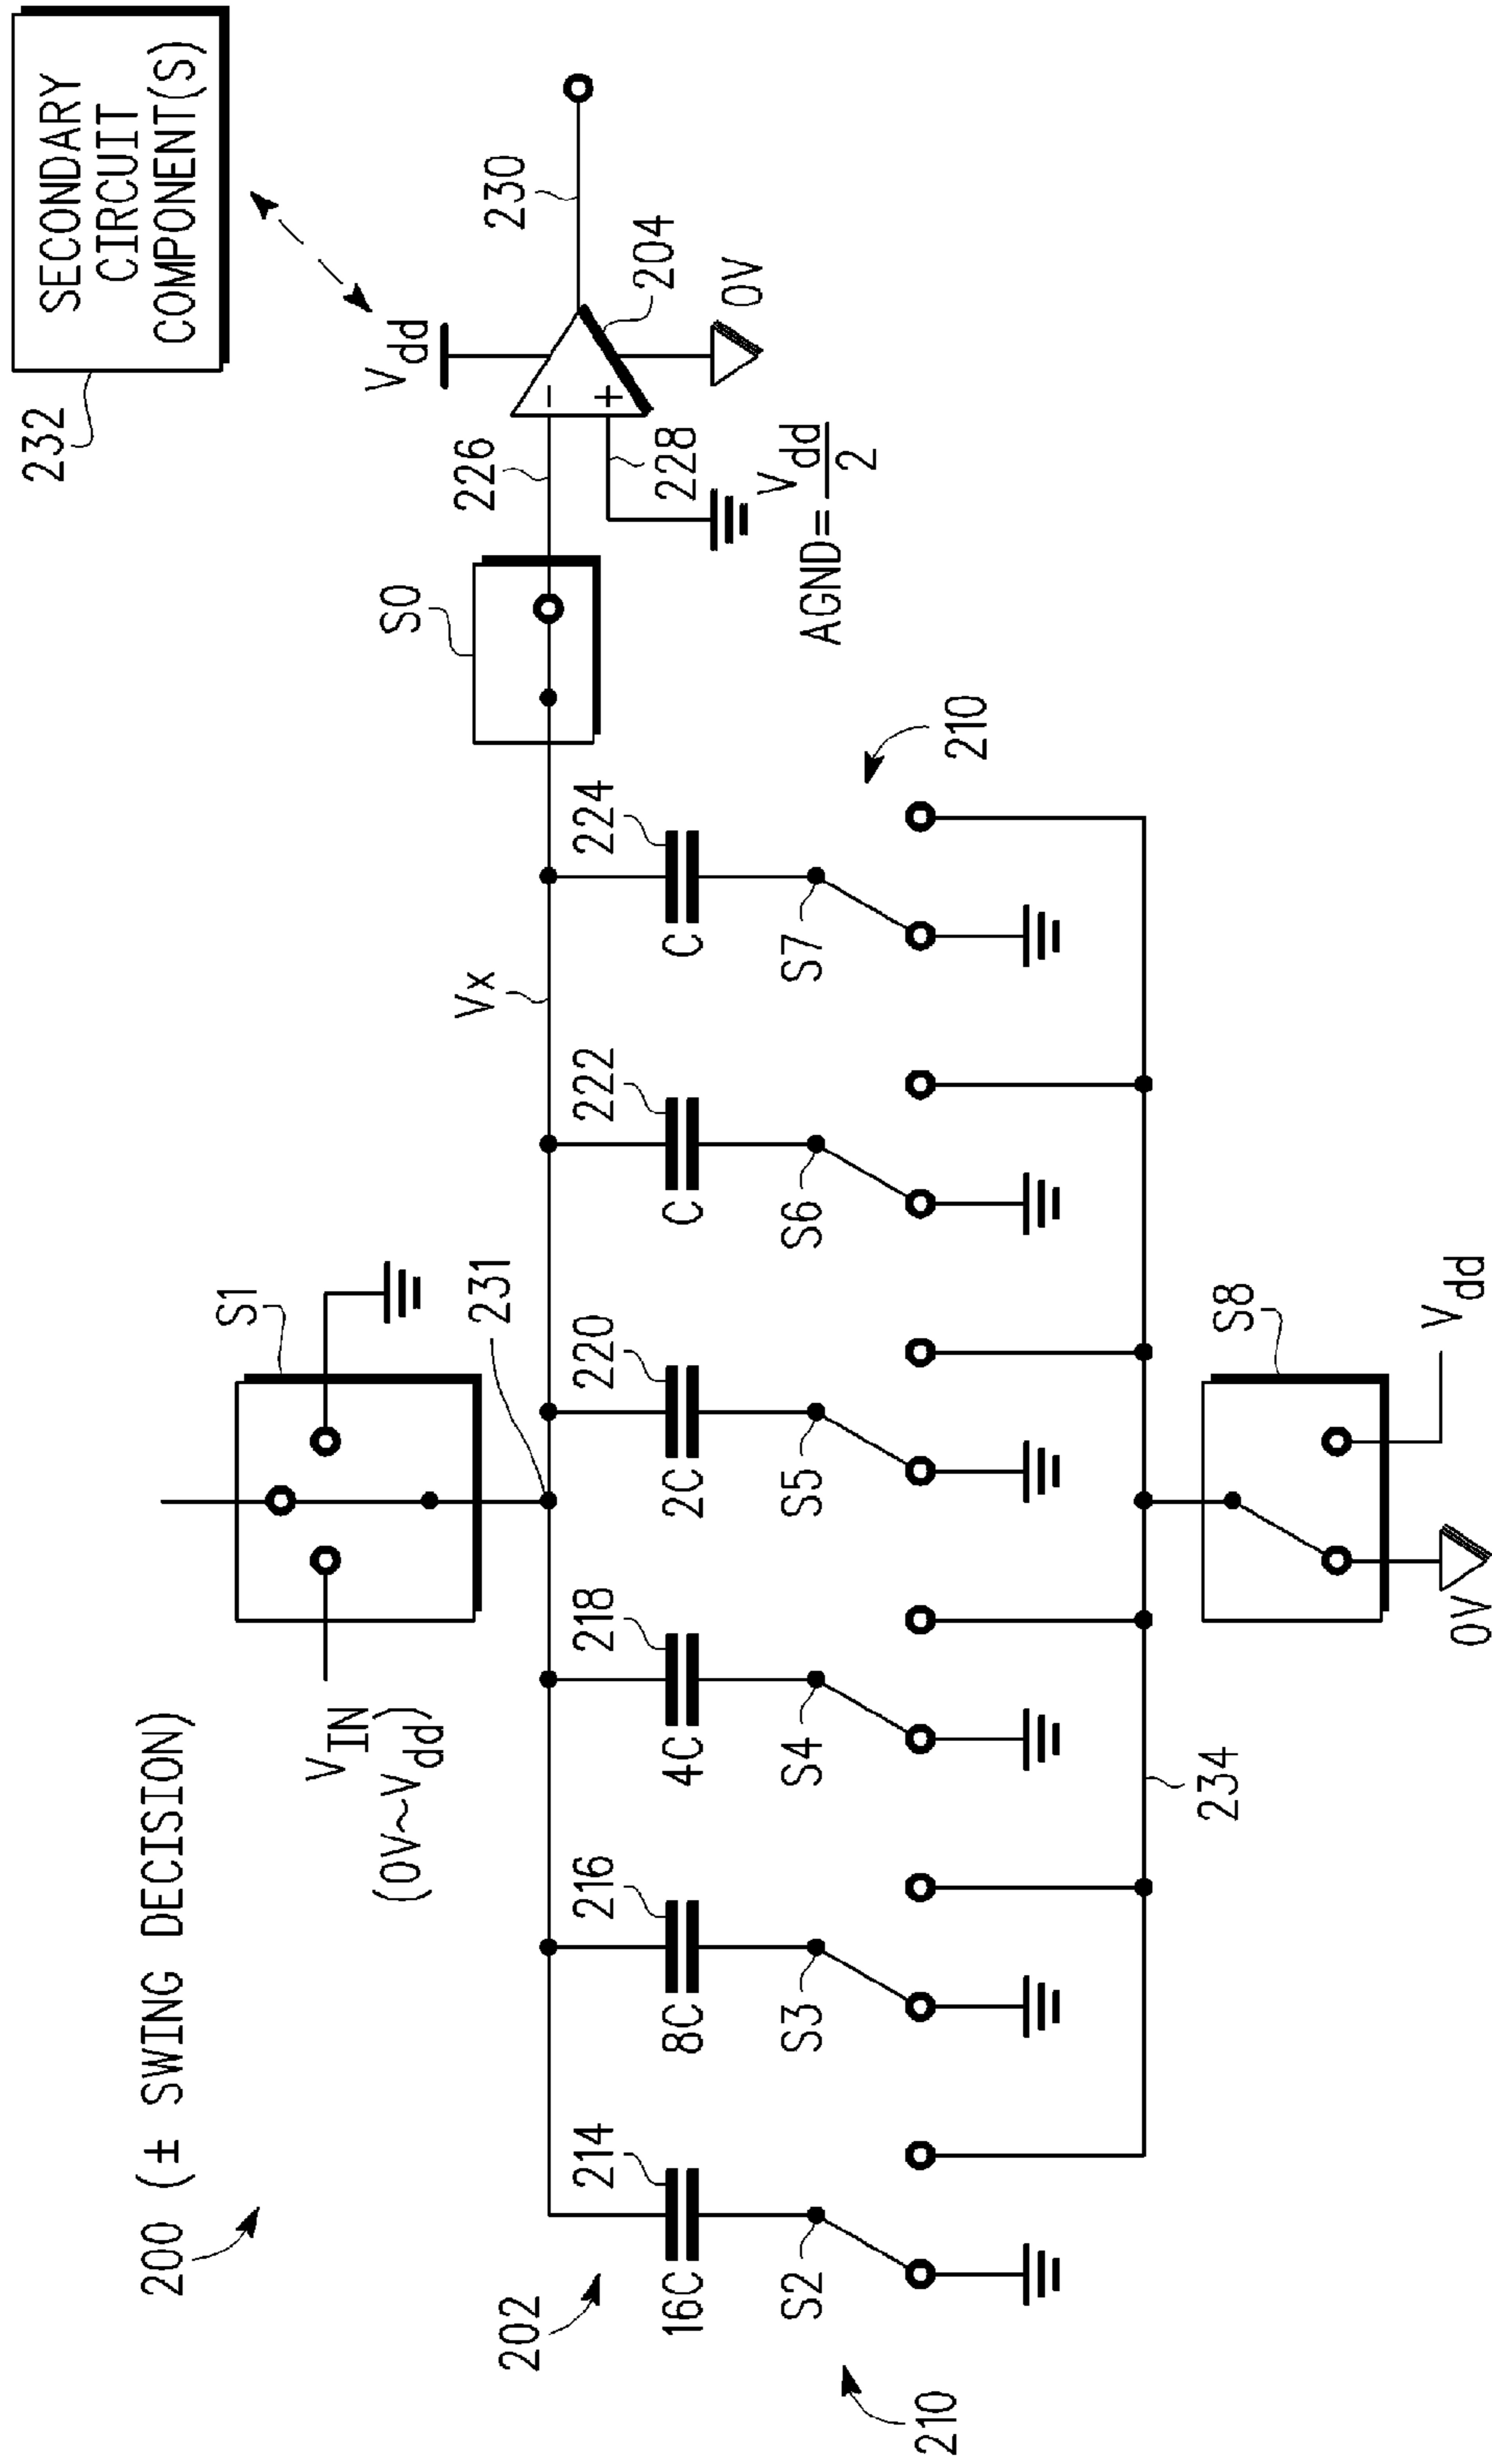 200 (± SWING DECISION)
SECONDARY
CIRCUIT
COMPONENT(S)
232
S1
VIN
(0V~Vdd)
231
Vdd
230
204
0V
226
228
AGND= Vdd/2
S0
Vx
202
214
216
218
220
222
224
16C
8C
4C
2C
C
C
S2
S3
S4
S5
S6
S7
210
210
234
S8
0V
Vdd